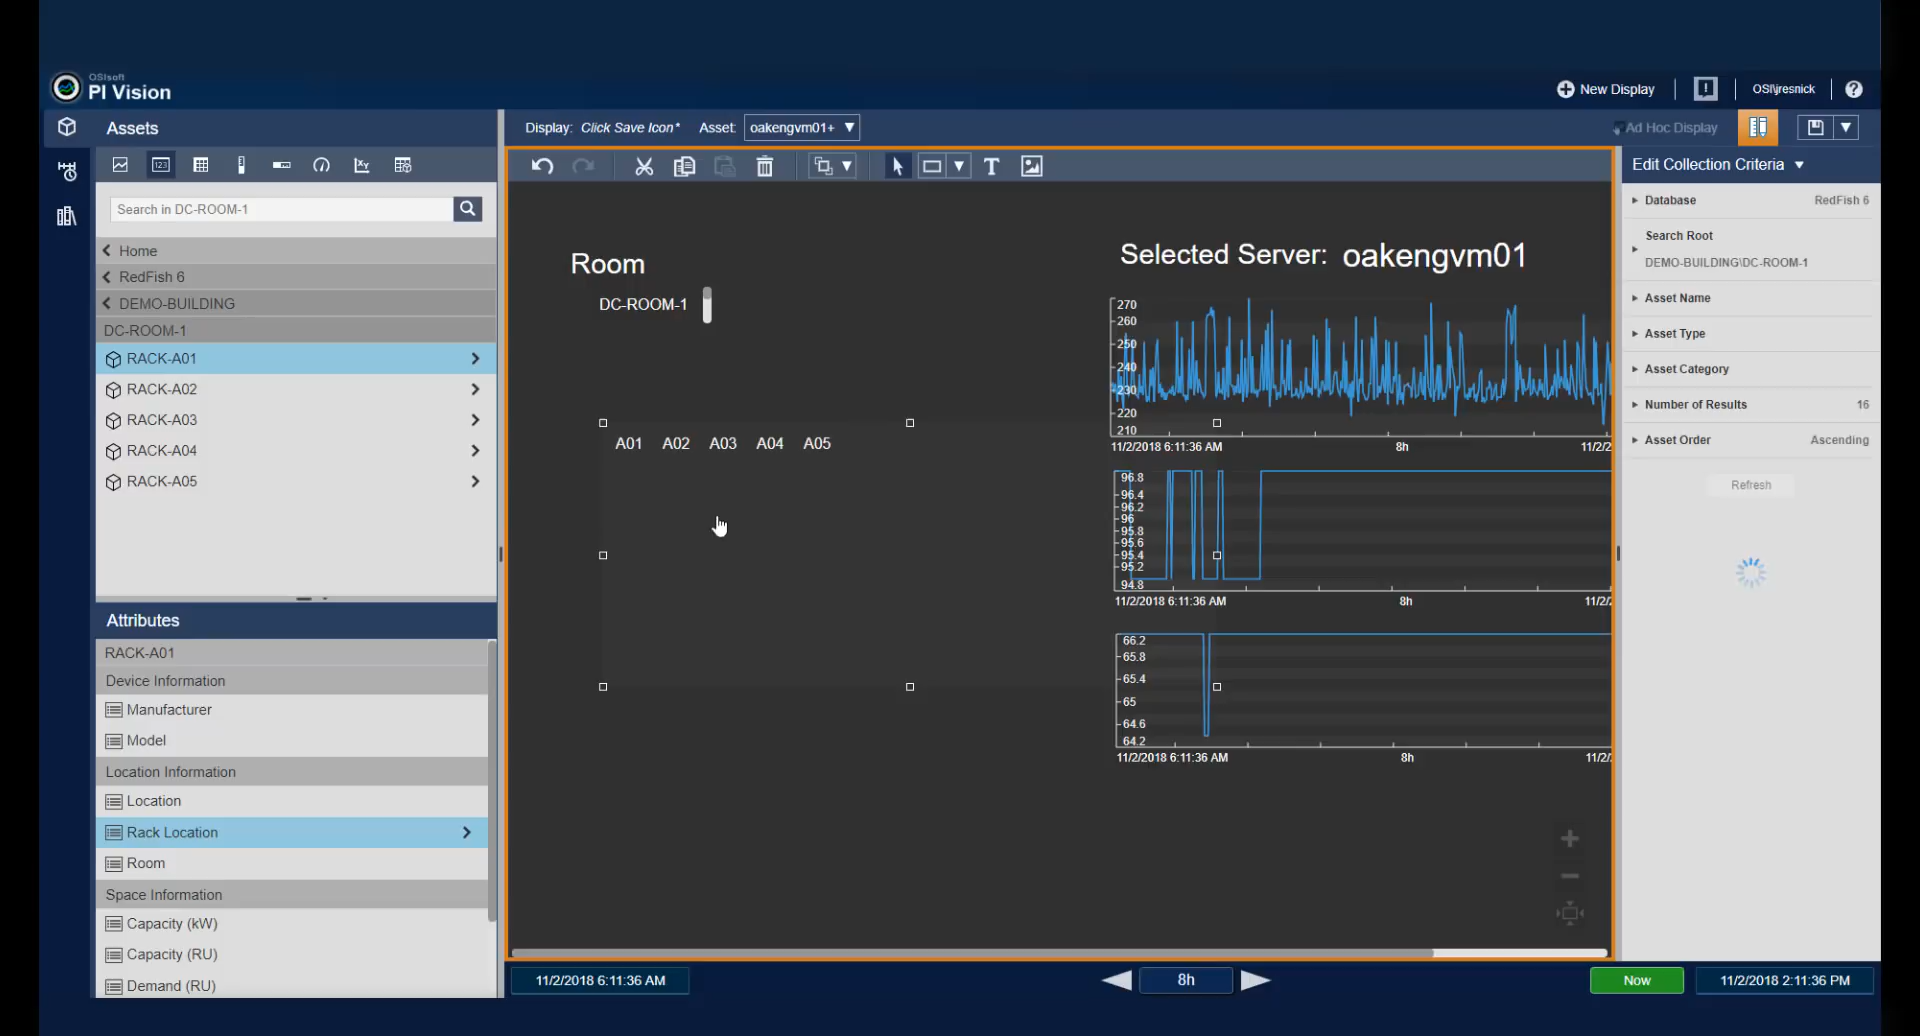 OSIsoft
PI Vision
New Display
OSI\jresnick
Assets
Display: Click Save Icon*
Asset: oakengvm01+
Ad Hoc Display
Search in DC-ROOM-1
Home
RedFish 6
DEMO-BUILDING
DC-ROOM-1
RACK-A01
RACK-A02
RACK-A03
RACK-A04
RACK-A05
Attributes
RACK-A01
Device Information
Manufacturer
Model
Location Information
Location
Rack Location
Room
Space Information
Capacity (kW)
Capacity (RU)
Demand (RU)
Room
DC-ROOM-1
A01 A02 A03 A04 A05
Selected Server: oakengvm01
270
260
250
240
230
220
210
11/2/2018 6:11:36 AM 8h 11/2/
96.8
96.4
96.2
96
95.8
95.6
95.4
95.2
94.8
11/2/2018 6:11:36 AM 8h 11/2/
66.2
65.8
65.4
65
64.6
64.2
11/2/2018 6:11:36 AM 8h 11/2/
Edit Collection Criteria
Database RedFish 6
Search Root
DEMO-BUILDING\DC-ROOM-1
Asset Name
Asset Type
Asset Category
Number of Results 16
Asset Order Ascending
Refresh
11/2/2018 6:11:36 AM
8h
Now
11/2/2018 2:11:36 PM